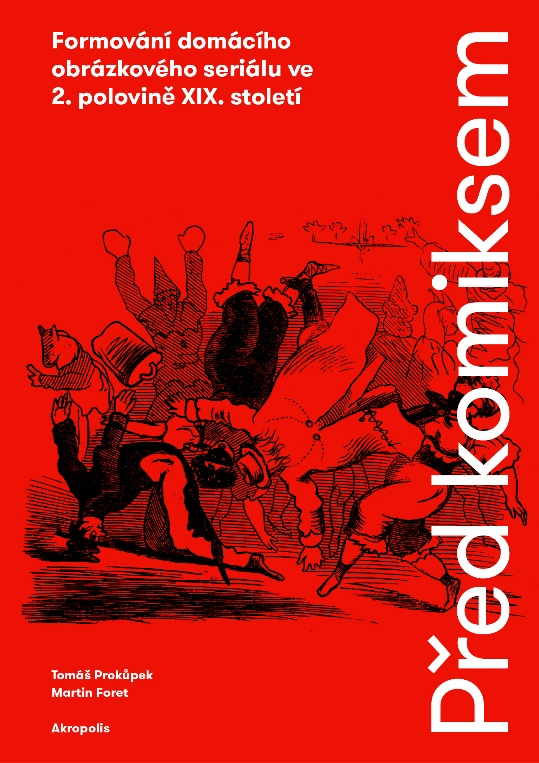 Formování domácího
obrázkového seriálu ve
2. polovině XIX. století
Před komiksem
Tomáš Prokůpek
Martin Foret
Akropolis